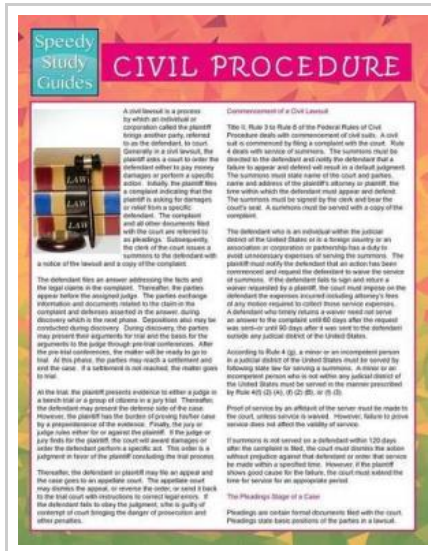 Speedy
Study
Guides
CIVIL PROCEDURE
A civil lawsuit is a process
by which an individual or
corporation called the plaintiff
brings another party, referred
to as the defendant, to court.
Generally in a civil lawsuit, the
plaintiff asks a court to order the
defendant either to pay money
damages or perform a specific
action. Initially, the plaintiff files
a complaint indicating that the
plaintiff is asking for damages
or relief from a specific
defendant. The complaint
and all other documents filed
with the court are referred to
as pleadings. Subsequently,
the clerk of the court issues
a summons to the defendant with
a notice of the lawsuit and a copy of the complaint.
LAW
LAW
LAW
The defendant files an answer addressing the facts and
the legal claims in the complaint. Thereafter, the parties
appear before the assigned judge. The parties exchange
information and documents related to the claim in the
complaint and defenses asserted in the answer, during
discovery which is the next phase. Depositions also may be
conducted during discovery. During discovery, the parties
may present their arguments for trial and the basis for the
arguments to the judge through pre-trial conferences. After
the pre-trial conferences, the matter will be ready to go to
trial. At this phase, the parties may reach a settlement and
end the case. If a settlement is not reached, the matter goes
to trial.
At the trial, the plaintiff presents evidence to either a judge in
a bench trial or a group of citizens in a jury trial. Thereafter,
the defendant may present the defense side of the case.
However, the plaintiff has the burden of proving his/her case
by a preponderance of the evidence. Finally, the jury or
judge rules either for or against the plaintiff. If the judge or
jury finds for the plaintiff, the court will award damages or
order the defendant perform a specific act. This order is a
judgment in favor of the plaintiff concluding the trial process.
Thereafter, the defendant or plaintiff may file an appeal and
the case goes to an appellate court. The appellate court
may dismiss the appeal, or reverse the order, or send it back
to the trial court with instructions to correct legal errors. If
the defendant fails to obey the judgment, s/he is guilty of
contempt of court bringing the danger of prosecution and
other penalties.
Commencement of a Civil Lawsuit
Title II, Rule 3 to Rule 6 of the Federal Rules of Civil
Procedure deals with commencement of civil suits. A civil
suit is commenced by filing a complaint with the court. Rule
4 deals with service of summons. The summons must be
directed to the defendant and notify the defendant that a
failure to appear and defend will result in a default judgment.
The summons must state name of the court and parties,
name and address of the plaintiff's attorney or plaintiff, the
time within which the defendant must appear and defend.
The summons must be signed by the clerk and bear the
court's seal. A summons must be served with a copy of the
complaint.
The defendant who is an individual within the judicial
district of the United States or is a foreign country or an
association or corporation or partnership has a duty to
avoid unnecessary expenses of serving the summons. The
plaintiff must notify the defendant that an action has been
commenced and request the defendant to waive the service
of summons. If the defendant fails to sign and return a
waiver requested by a plaintiff, the court must impose on
the defendant the expenses incurred including attorney's fees
of any motion required to collect those service expenses.
A defendant who timely returns a waiver need not serve
an answer to the complaint until 60 days after the request
was sent–or until 90 days after it was sent to the defendant
outside any judicial district of the United States.
According to Rule 4 (g), a minor or an incompetent person
in a judicial district of the United States must be served by
following state law for serving a summons. A minor or an
incompetent person who is not within any judicial district of
the United States must be served in the manner prescribed
by Rule 4(f) (2) (A), (f) (2) (B), or (f) (3).
Proof of service by an affidavit of the server must be made to
the court, unless service is waived. However, failure to prove
service does not affect the validity of service.
If summons is not served on a defendant within 120 days
after the complaint is filed, the court must dismiss the action
without prejudice against that defendant or order that service
be made within a specified time. However, if the plaintiff
shows good cause for the failure, the court must extend the
time for service for an appropriate period.
The Pleadings Stage of a Case
Pleadings are certain formal documents filed with the court.
Pleadings state basic positions of the parties in a lawsuit.